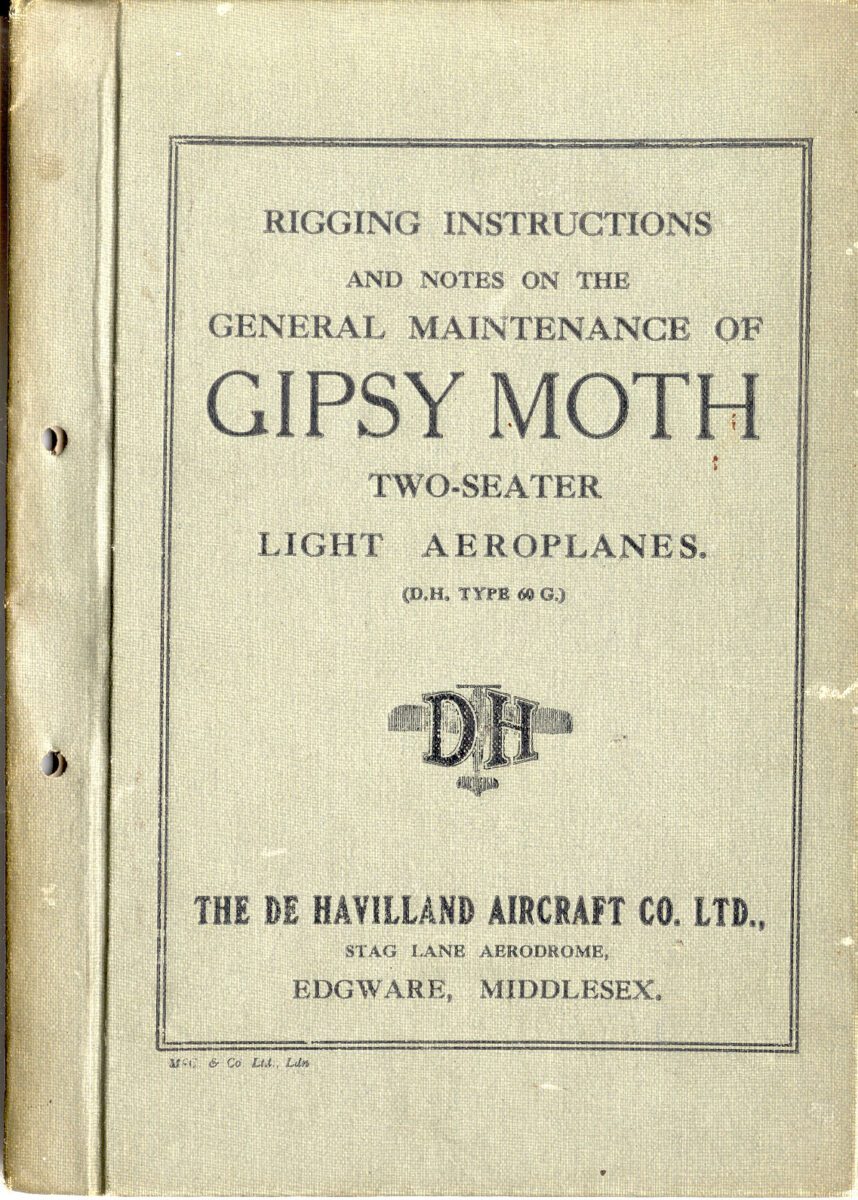 RIGGING INSTRUCTIONS
AND NOTES ON THE
GENERAL MAINTENANCE OF
GIPSY MOTH
TWO-SEATER
LIGHT AEROPLANES.
(D.H. TYPE 60 G.)
DH
THE DE HAVILLAND AIRCRAFT CO. LTD.,
STAG LANE AERODROME,
EDGWARE, MIDDLESEX.
& Co Ltd., Ldn